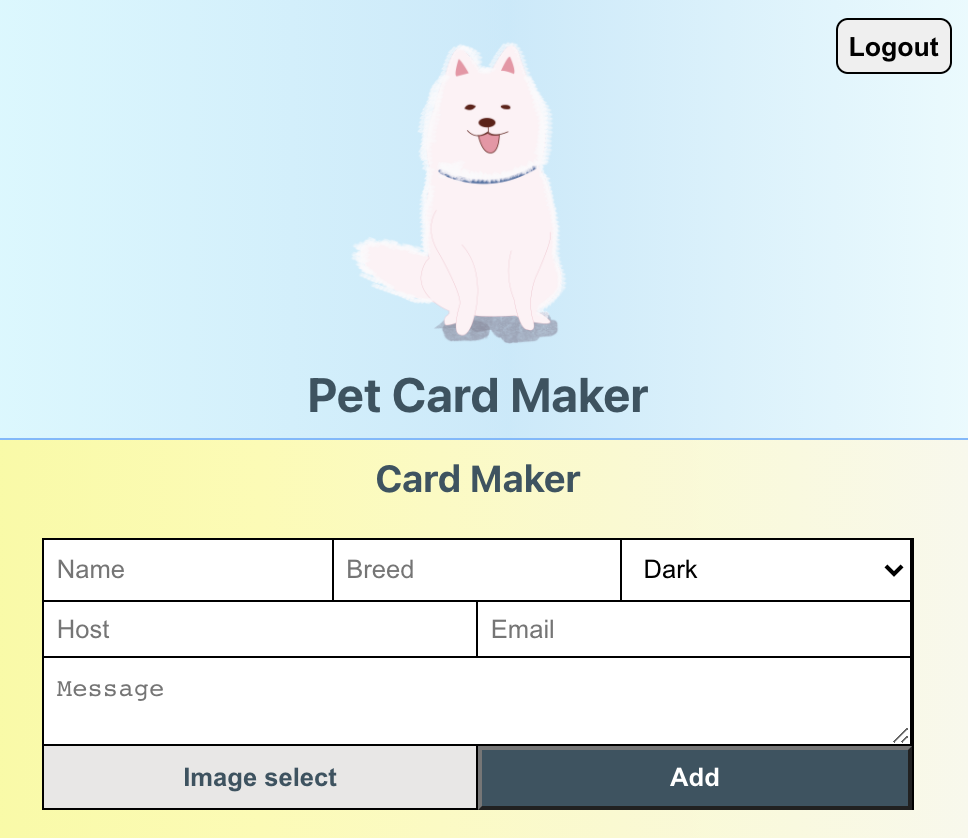 Logout
Pet Card Maker
Card Maker
Name Breed Dark
Host Email
Message
Image select Add